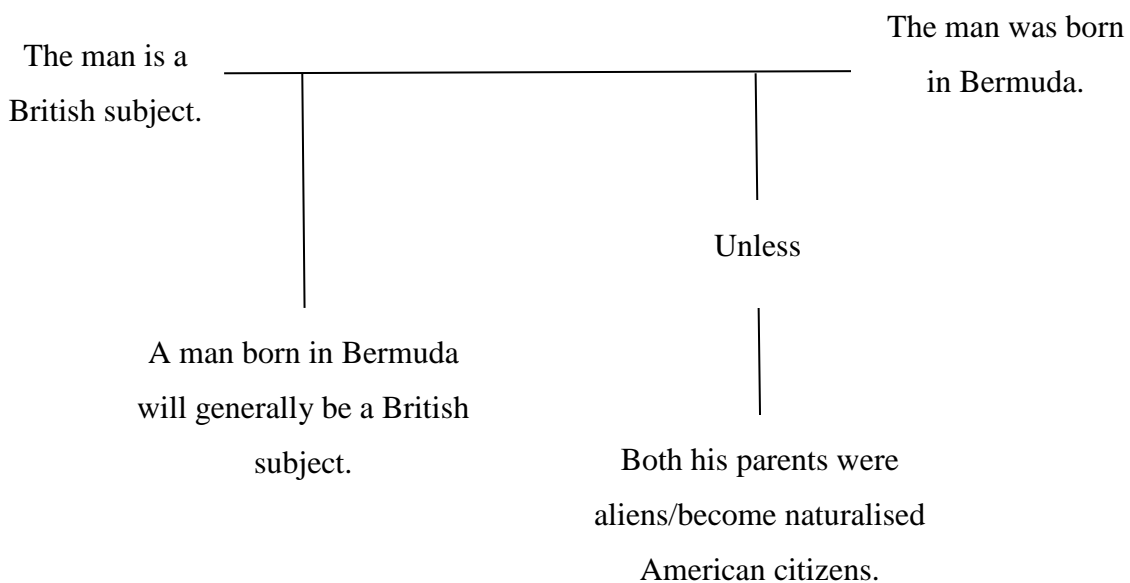 The man is a
British subject.
The man was born
in Bermuda.
Unless
A man born in Bermuda
will generally be a British
subject.
Both his parents were
aliens/become naturalised
American citizens.